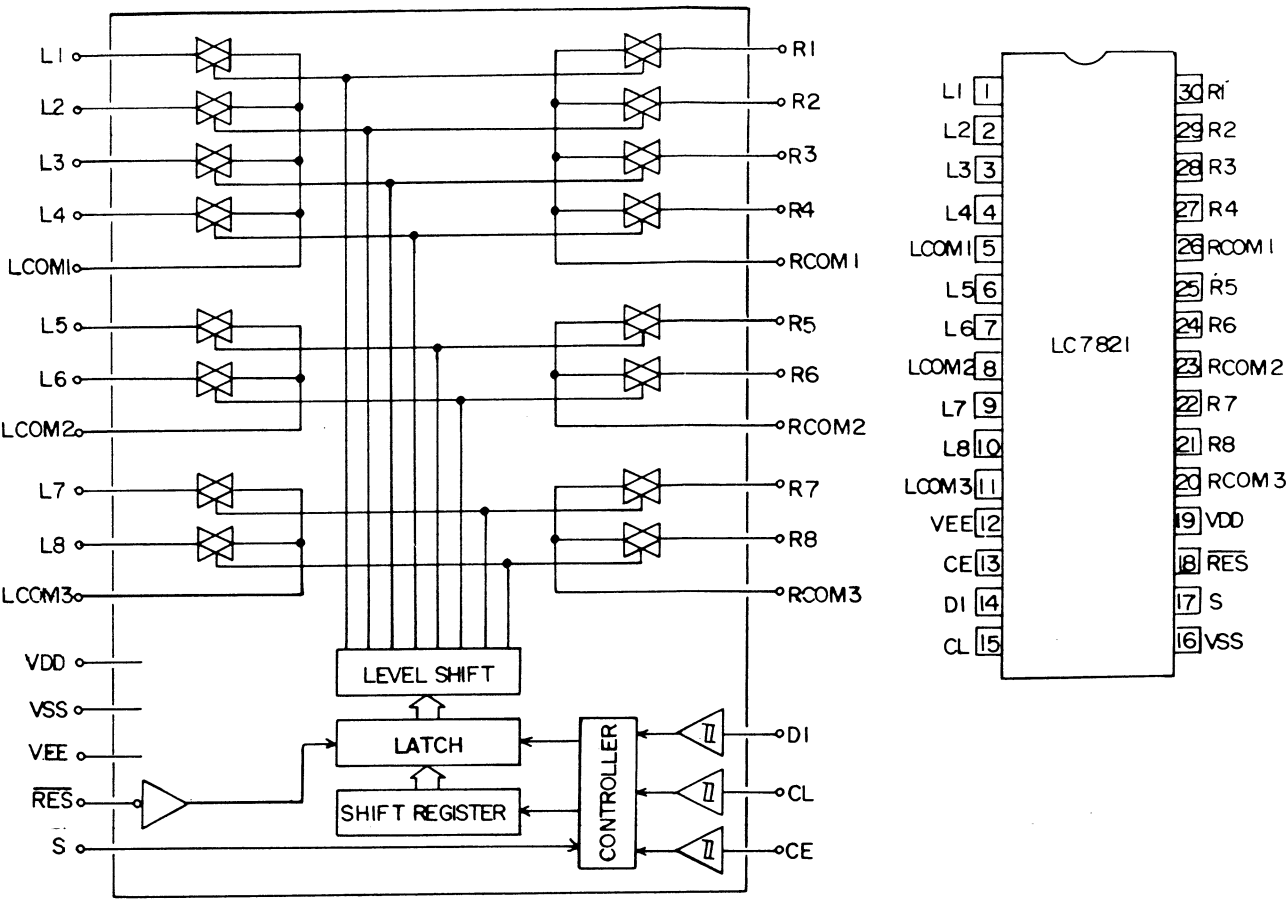 L1
L2
L3
L4
LCOM1
L5
L6
LCOM2
L7
L8
LCOM3
VDD
VSS
VEE
RES
S
R1
R2
R3
R4
RCOM1
R5
R6
RCOM2
R7
R8
RCOM3
DI
CL
CE
LEVEL SHIFT
LATCH
SHIFT REGISTER
CONTROLLER
L1 1
L2 2
L3 3
L4 4
LCOM1 5
L5 6
L6 7
LCOM2 8
L7 9
L8 10
LCOM3 11
VEE 12
CE 13
DI 14
CL 15
LC7821
30 R1
29 R2
28 R3
27 R4
26 RCOM1
25 R5
24 R6
23 RCOM2
22 R7
21 R8
20 RCOM3
19 VDD
18 RES
17 S
16 VSS